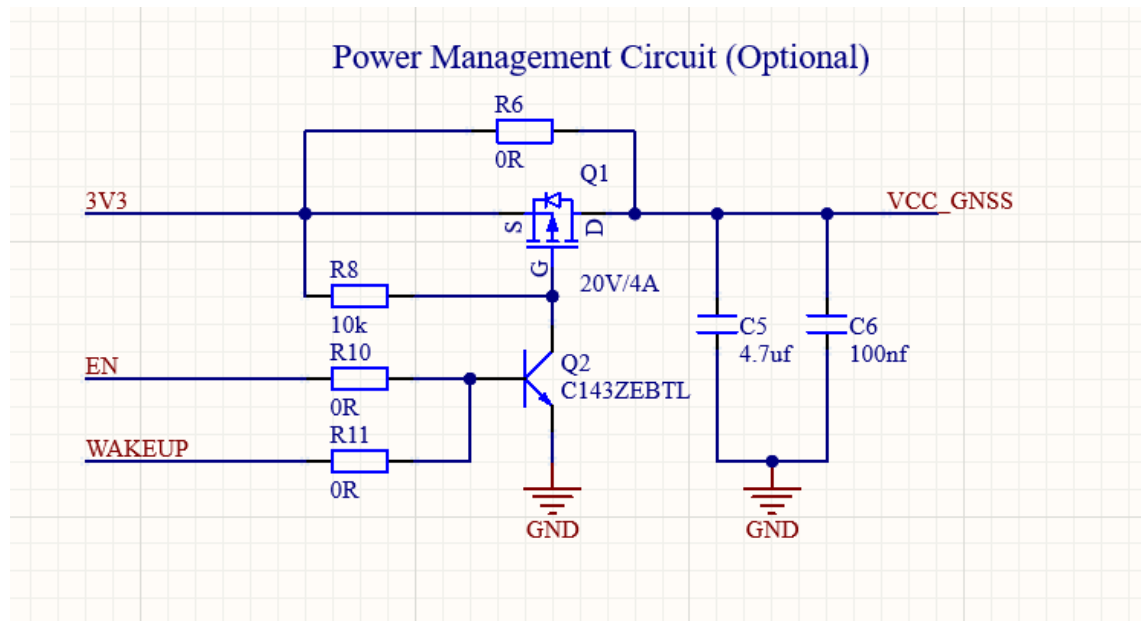 Power Management Circuit (Optional)
R6
0R
Q1
3V3
VCC_GNSS
S
D
G
20V/4A
R8
10k
C5
4.7uf
C6
100nf
R10
EN
0R
Q2
C143ZEBTL
R11
WAKEUP
0R
GND
GND